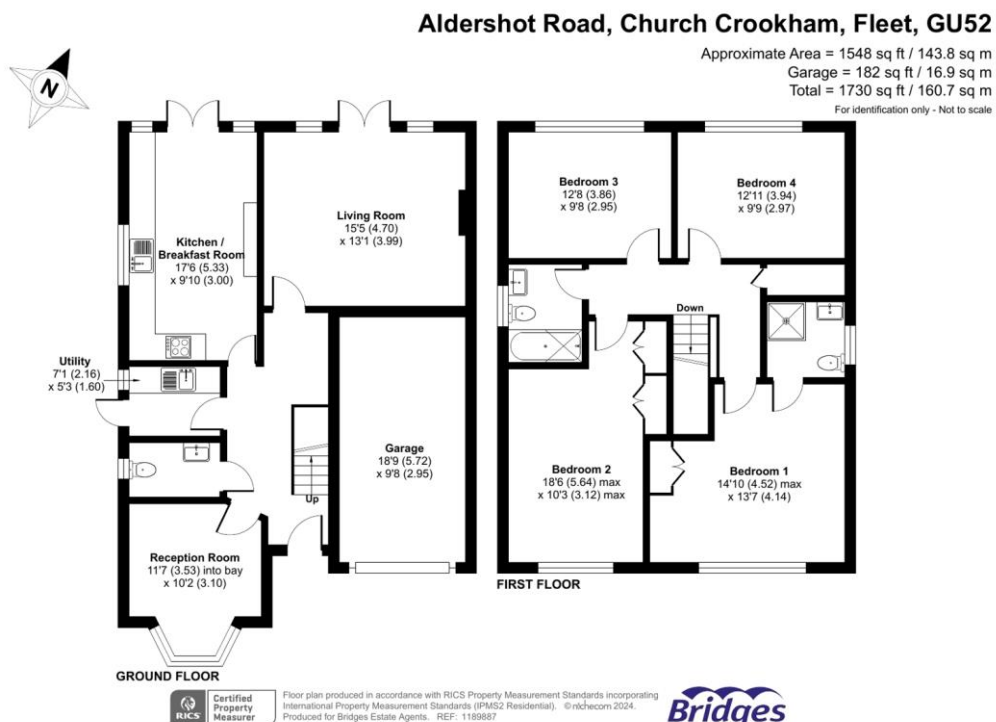 Aldershot Road, Church Crookham, Fleet, GU52
Approximate Area = 1548 sq ft / 143.8 sq m
Garage = 182 sq ft / 16.9 sq m
Total = 1730 sq ft / 160.7 sq m
For identification only - Not to scale
N
Kitchen /
Breakfast Room
17'6 (5.33)
x 9'10 (3.00)
Living Room
15'5 (4.70)
x 13'1 (3.99)
Utility
7'1 (2.16)
x 5'3 (1.60)
Garage
18'9 (5.72)
x 9'8 (2.95)
Up
Reception Room
11'7 (3.53) into bay
x 10'2 (3.10)
GROUND FLOOR
Bedroom 3
12'8 (3.86)
x 9'8 (2.95)
Bedroom 4
12'11 (3.94)
x 9'9 (2.97)
Down
Bedroom 2
18'6 (5.64) max
x 10'3 (3.12) max
Bedroom 1
14'10 (4.52) max
x 13'7 (4.14)
FIRST FLOOR
RICS
Certified
Property
Measurer
Floor plan produced in accordance with RICS Property Measurement Standards incorporating
International Property Measurement Standards (IPMS2 Residential). © nichecom 2024.
Produced for Bridges Estate Agents. REF: 1189887
Bridges